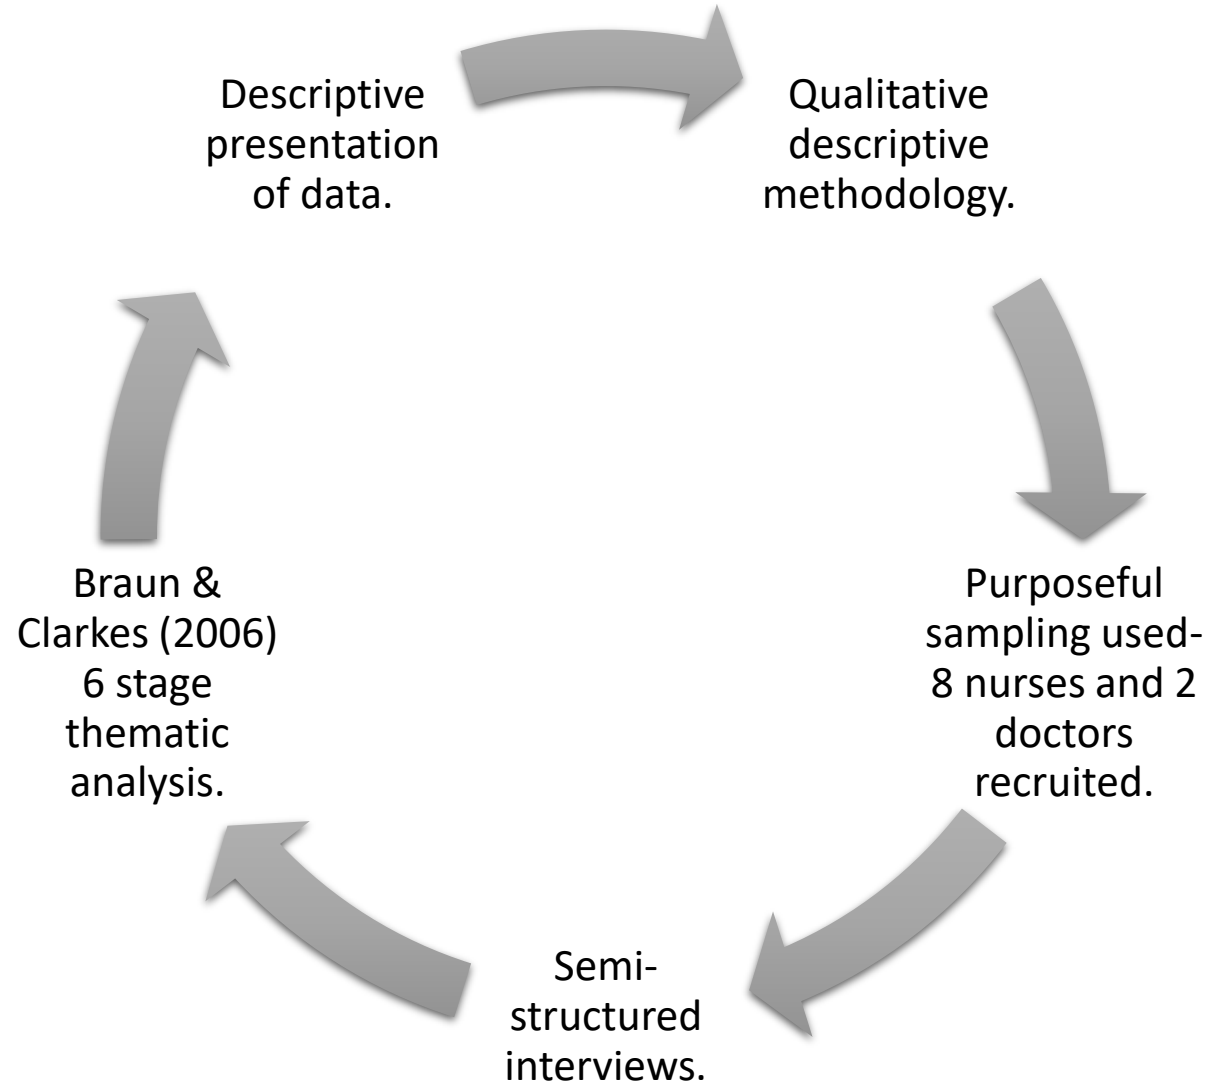 Descriptive
presentation
of data.
Qualitative
descriptive
methodology.
Purposeful
sampling used-
8 nurses and 2
doctors
recruited.
Semi-
structured
interviews.
Braun &
Clarkes (2006)
6 stage
thematic
analysis.